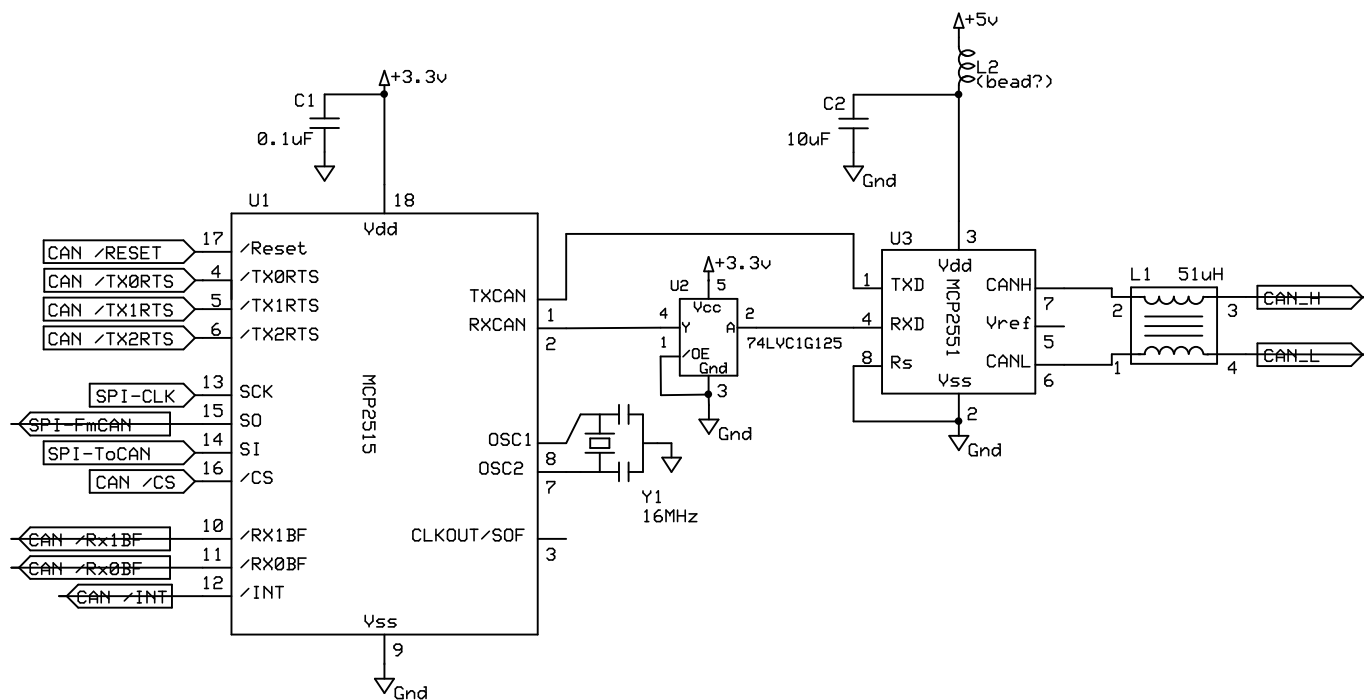 +5v
L2
(bead?)
+3.3v
C1
0.1uF
C2
10uF
Gnd
U1
18
Vdd
17
CAN /RESET
/Reset
4
CAN /TX0RTS
/TX0RTS
5
CAN /TX1RTS
/TX1RTS
6
CAN /TX2RTS
/TX2RTS
13
SPI-CLK
SCK
15
SPI-FmCAN
SO
14
SPI-ToCAN
SI
16
CAN /CS
/CS
10
CAN /Rx1BF
/RX1BF
11
CAN /Rx0BF
/RX0BF
12
CAN /INT
/INT
MCP2515
TXCAN
1
RXCAN
2
OSC1
8
OSC2
7
CLKOUT/SOF
3
Vss
9
Gnd
Y1
16MHz
+3.3v
U2
5
Vcc
4
Y
A
2
1
/OE
Gnd
3
74LVC1G125
Gnd
U3
3
Vdd
MCP2551
1
TXD
4
RXD
8
Rs
CANH
7
Vref
5
CANL
6
Vss
2
Gnd
L1
51uH
2
3
CAN_H
1
4
CAN_L